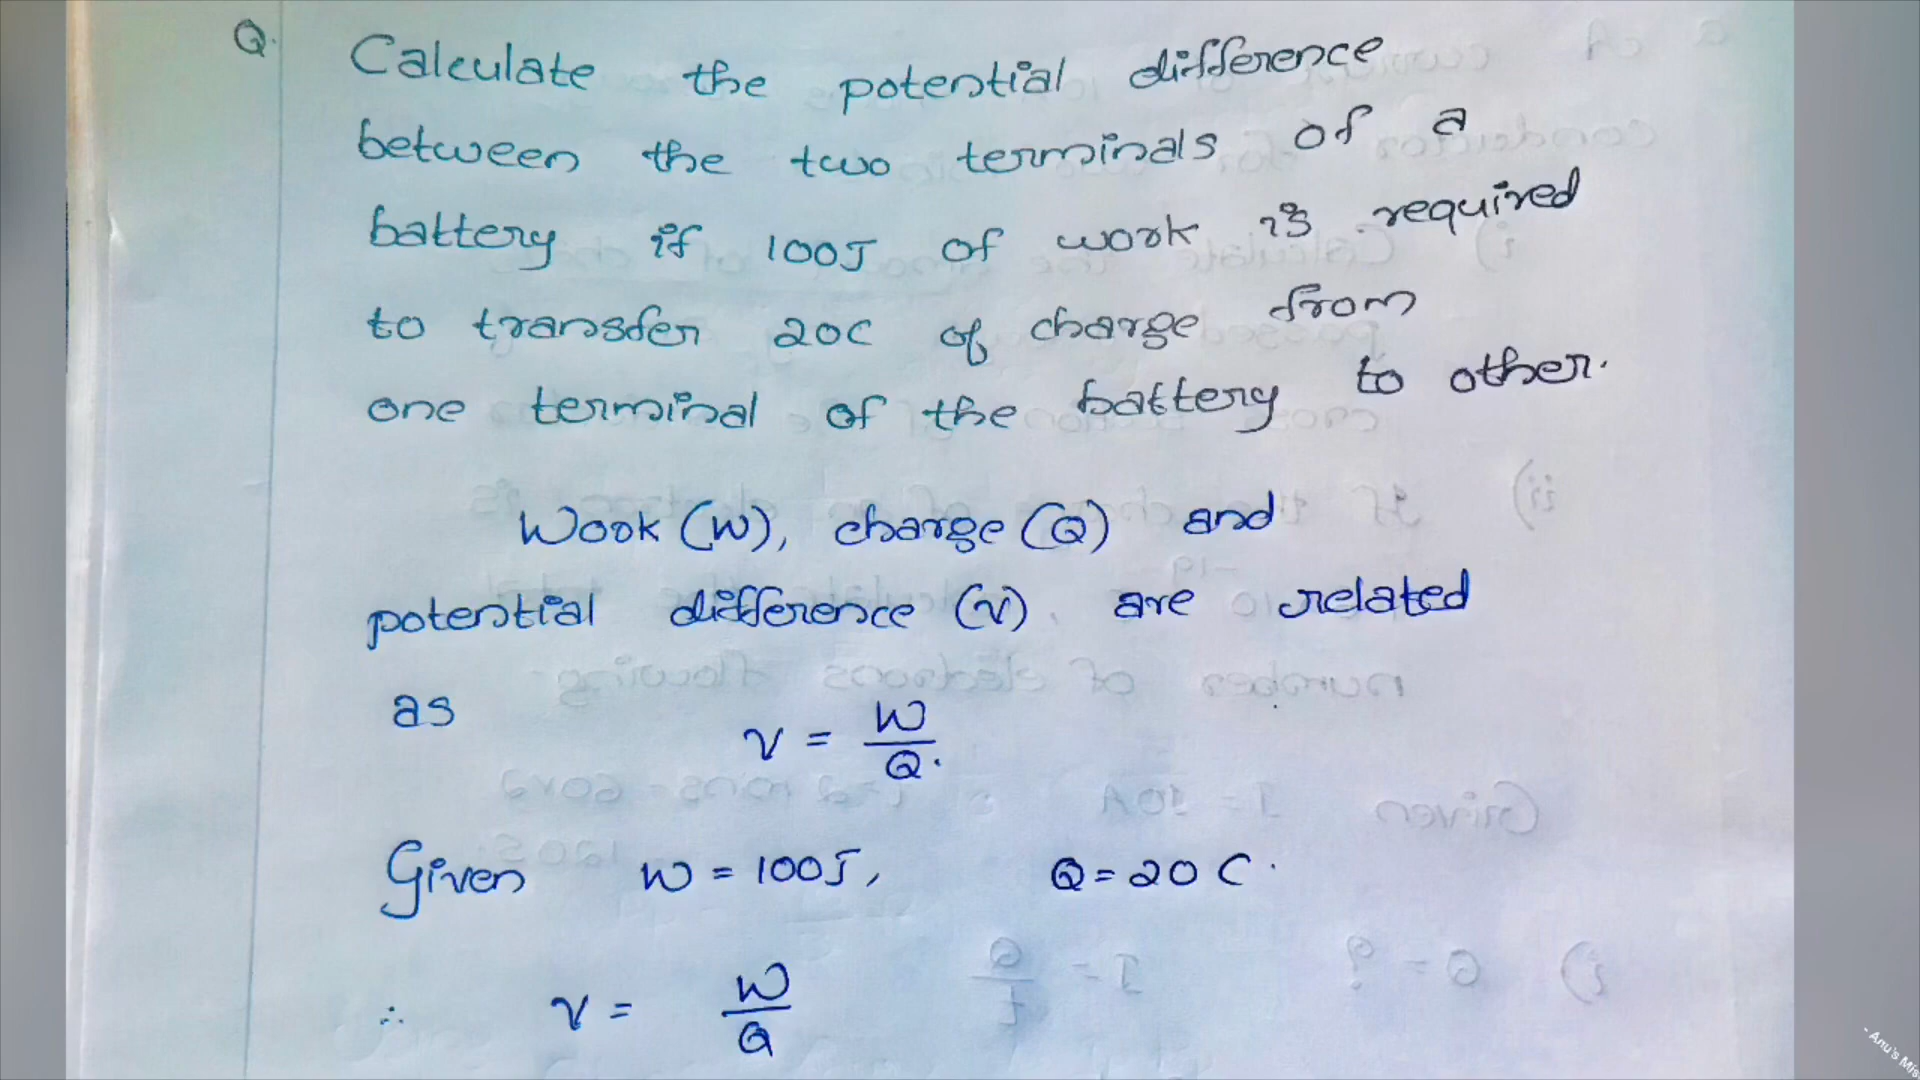 Q. Calculate the potential difference
between the two terminals of a
battery if 100J of work is required
to transfer 20C of charge from
one terminal of the battery to other.
Work (W), charge (Q) and
potential difference (V) are related
as
V = W/Q.
Given W = 100J, Q = 20 C.
∴ V = W/Q